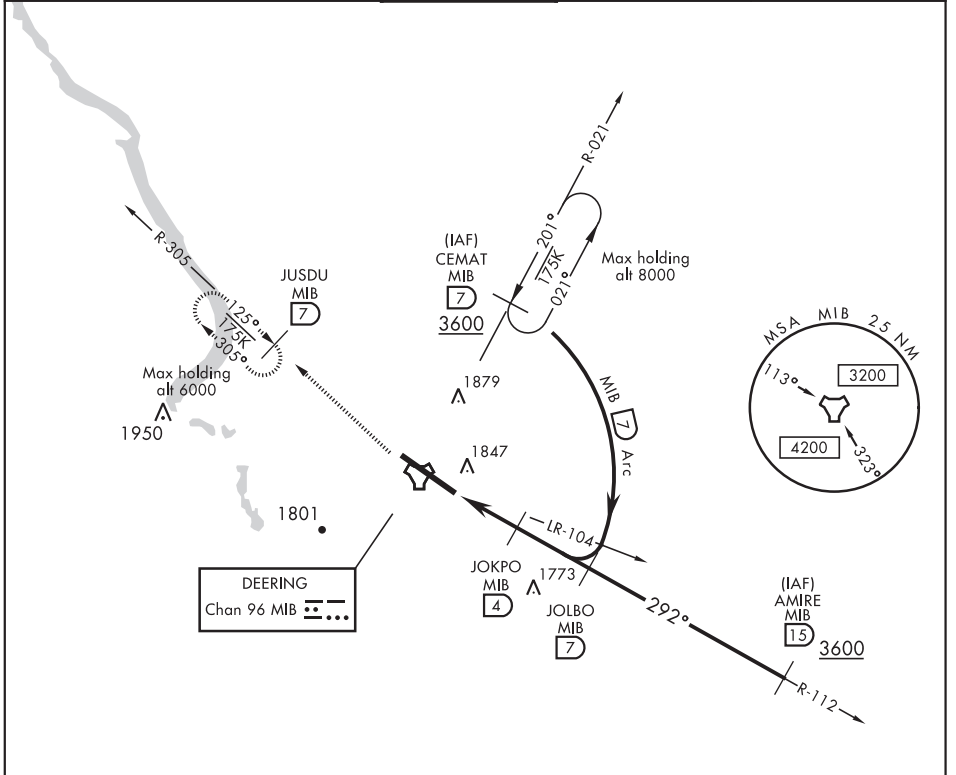 R-021
(IAF)
CEMAT
MIB
7
3600
201°
175K
021°
Max holding
alt 8000
R-305
JUSDU
MIB
7
125°
175K
305°
Max holding
alt 6000
1950
1879
MIB 7 Arc
MSA MIB 25 NM
113°
3200
4200
323°
1847
1801
LR-104
JOKPO
MIB
4
1773
JOLBO
MIB
7
292°
(IAF)
AMIRE
MIB
15
3600
R-112
DEERING
Chan 96 MIB